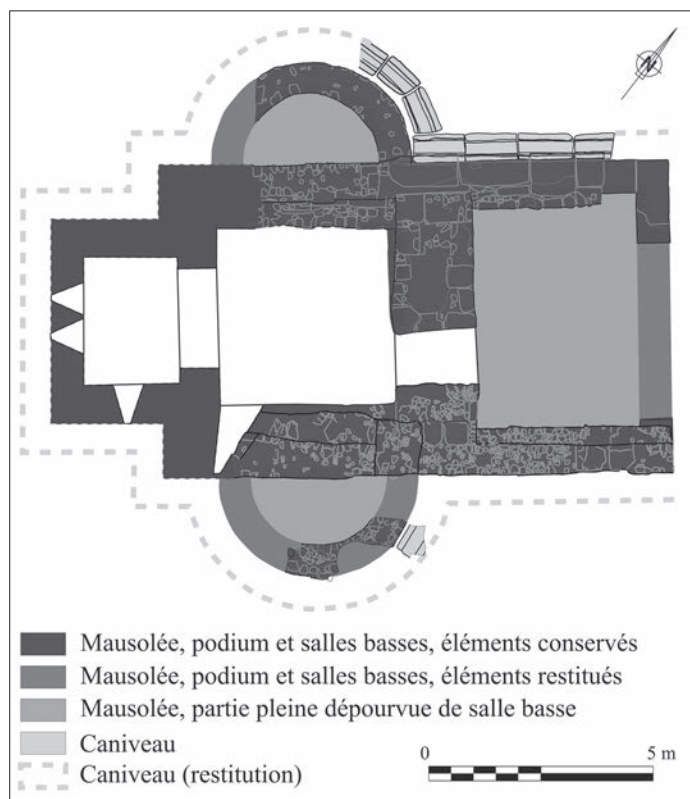 N
Mausolée, podium et salles basses, éléments conservés
Mausolée, podium et salles basses, éléments restitués
Mausolée, partie pleine dépourvue de salle basse
Caniveau
Caniveau (restitution)
0 5 m